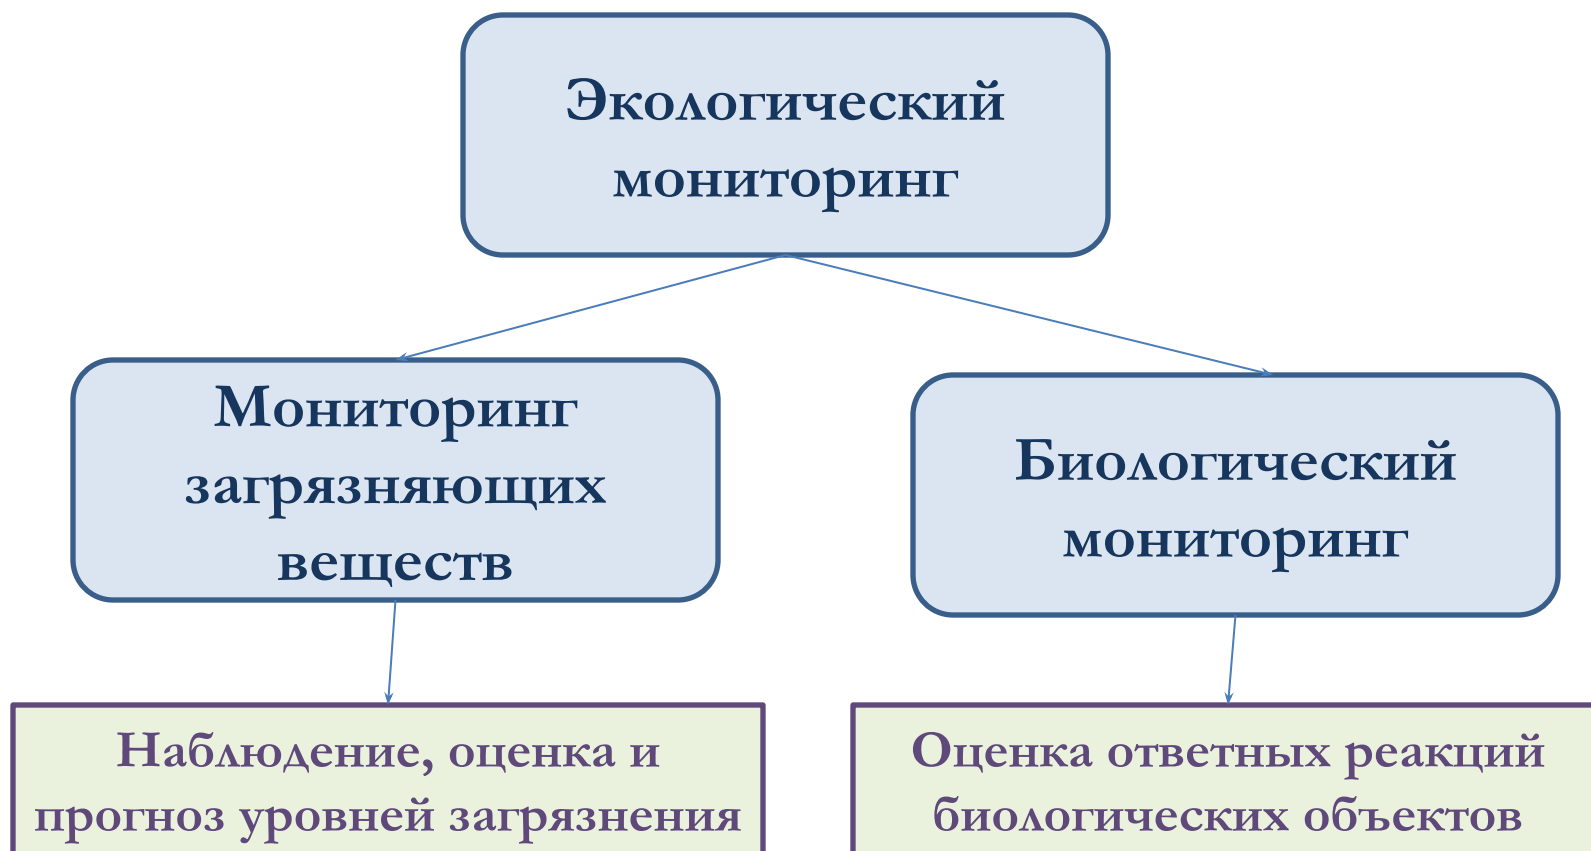 Экологический
мониторинг
Мониторинг
загрязняющих
веществ
Биологический
мониторинг
Наблюдение, оценка и
прогноз уровней загрязнения
Оценка ответных реакций
биологических объектов